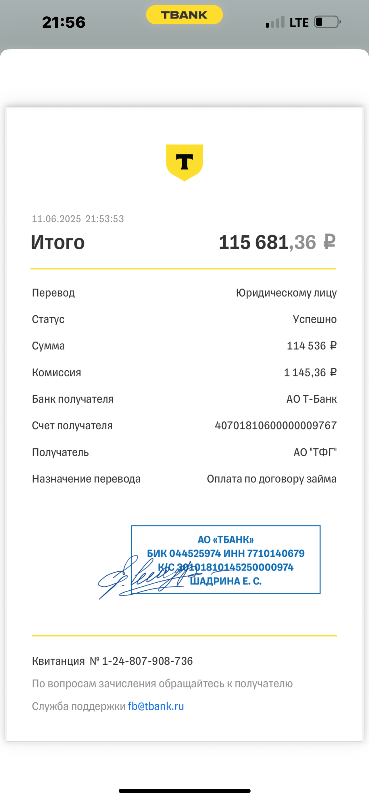 21:56
TBANK
LTE
T
11.06.2025 21:53:53
Итого 115 681,36 ₽
Перевод Юридическому лицу
Статус Успешно
Сумма 114 536 ₽
Комиссия 1 145,36 ₽
Банк получателя АО Т-Банк
Счет получателя 40701810600000009767
Получатель АО "ТФГ"
Назначение перевода Оплата по договору займа
АО «ТБАНК»
БИК 044525974 ИНН 7710140679
К/С 30101810145250000974
ШАДРИНА Е. С.
Квитанция № 1-24-807-908-736
По вопросам зачисления обращайтесь к получателю
Служба поддержки fb@tbank.ru